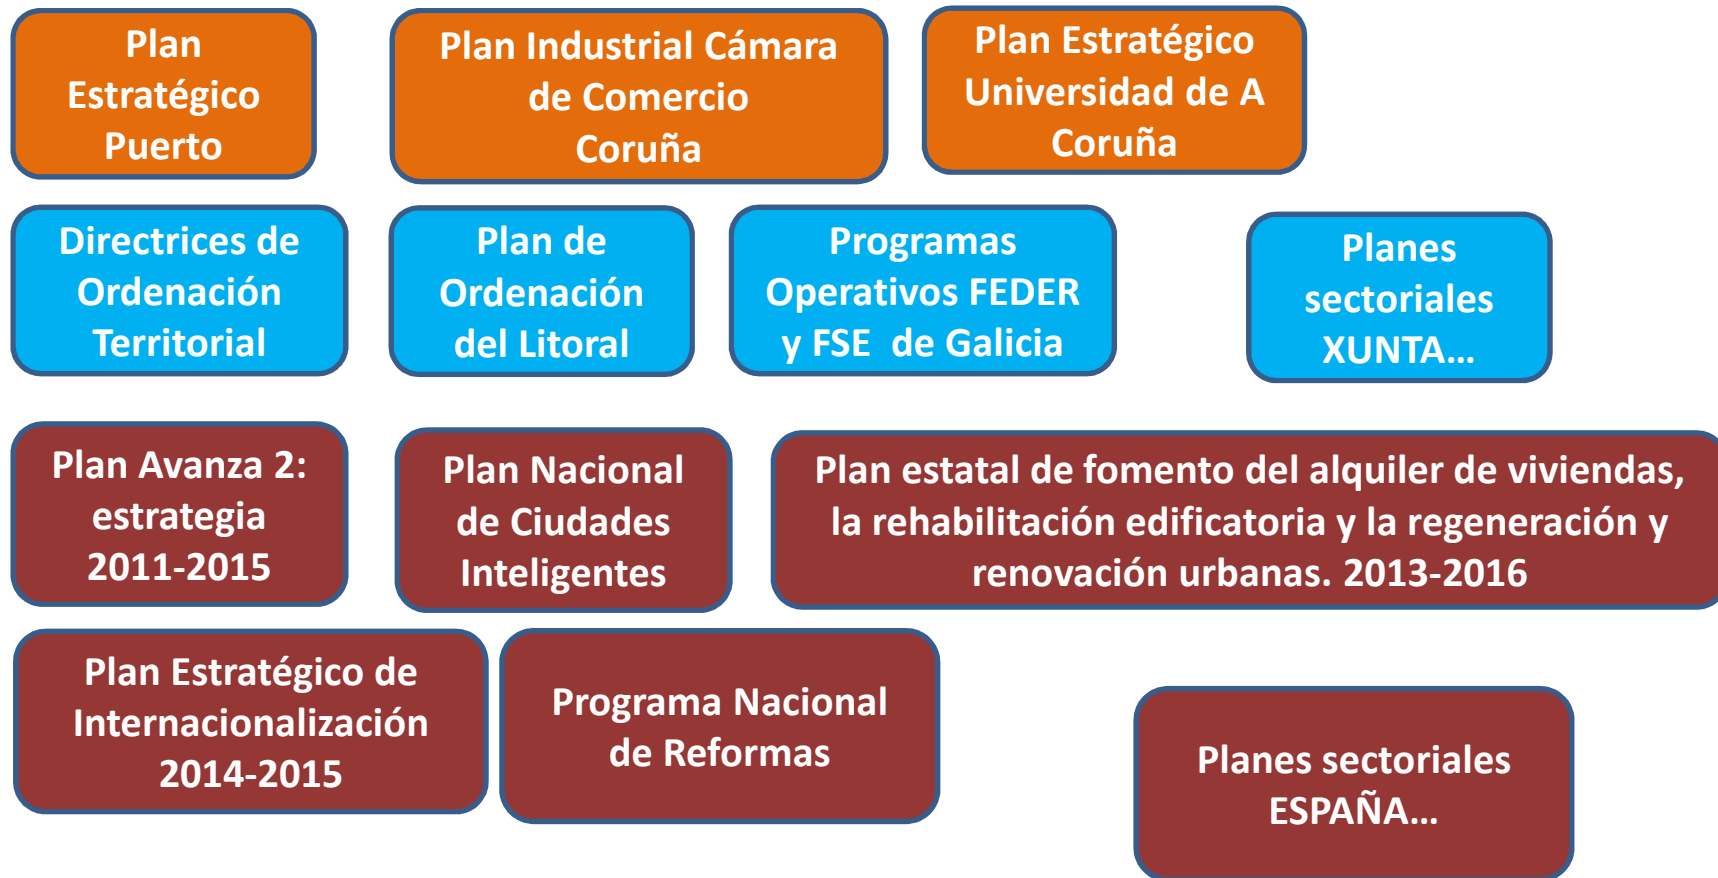 Plan
Estratégico
Puerto
Plan Industrial Cámara
de Comercio
Coruña
Plan Estratégico
Universidad de A
Coruña
Directrices de
Ordenación
Territorial
Plan de
Ordenación
del Litoral
Programas
Operativos FEDER
y FSE de Galicia
Planes
sectoriales
XUNTA...
Plan Avanza 2:
estrategia
2011-2015
Plan Nacional
de Ciudades
Inteligentes
Plan estatal de fomento del alquiler de viviendas,
la rehabilitación edificatoria y la regeneración y
renovación urbanas. 2013-2016
Plan Estratégico de
Internacionalización
2014-2015
Programa Nacional
de Reformas
Planes sectoriales
ESPAÑA...